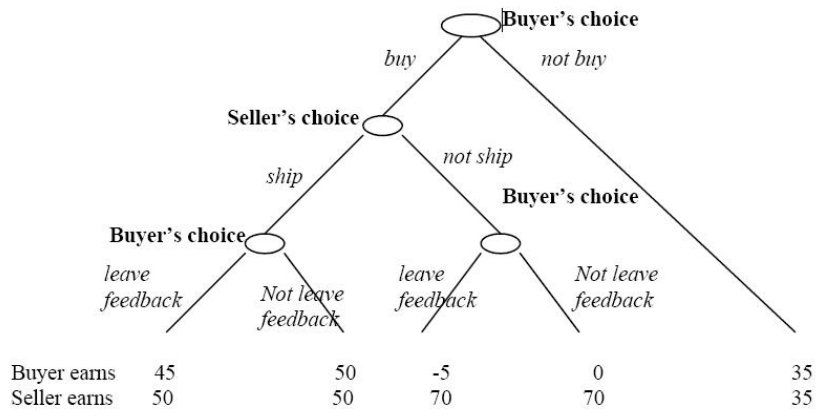 Buyer's choice
buy
not buy
Seller's choice
not ship
ship
Buyer's choice
Buyer's choice
leave
feedback
Not leave
feedback
leave
feedback
Not leave
feedback
Buyer earns 45 50 -5 0 35
Seller earns 50 50 70 70 35